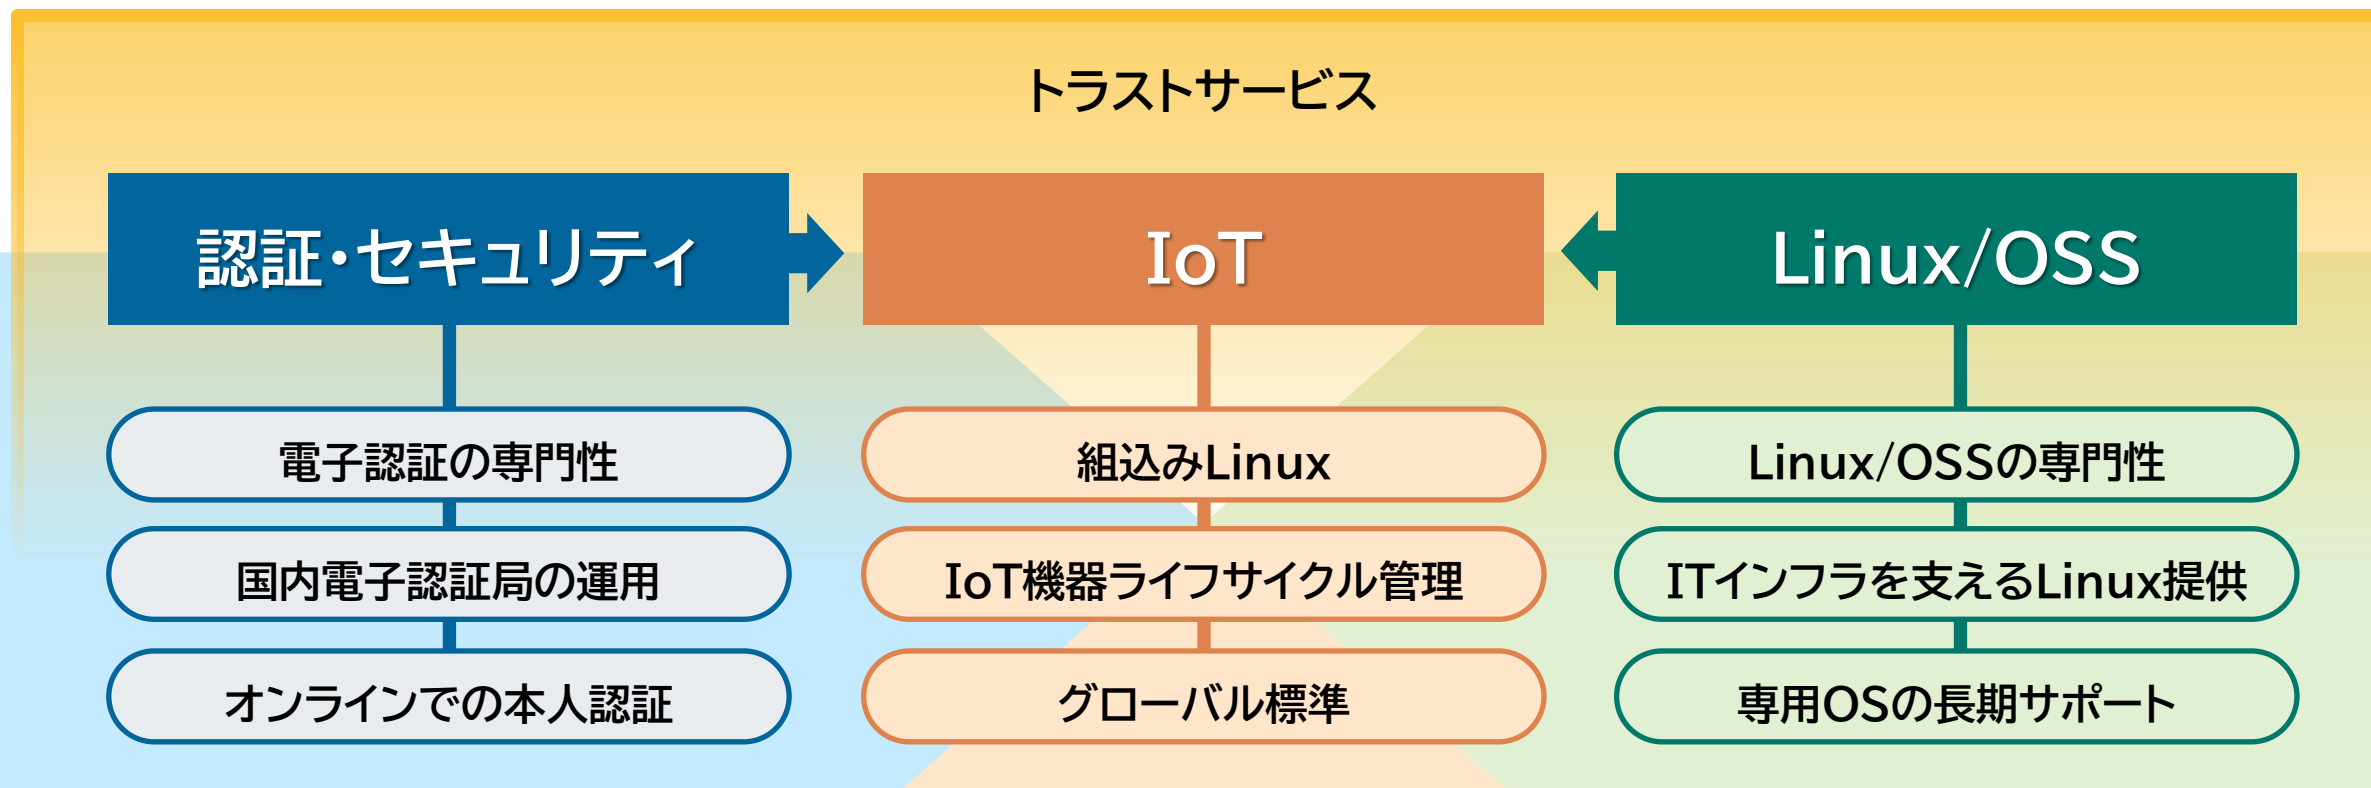 トラストサービス
認証・セキュリティ
IoT
Linux/OSS
電子認証の専門性
組込みLinux
Linux/OSSの専門性
国内電子認証局の運用
IoT機器ライフサイクル管理
ITインフラを支えるLinux提供
オンラインでの本人認証
グローバル標準
専用OSの長期サポート